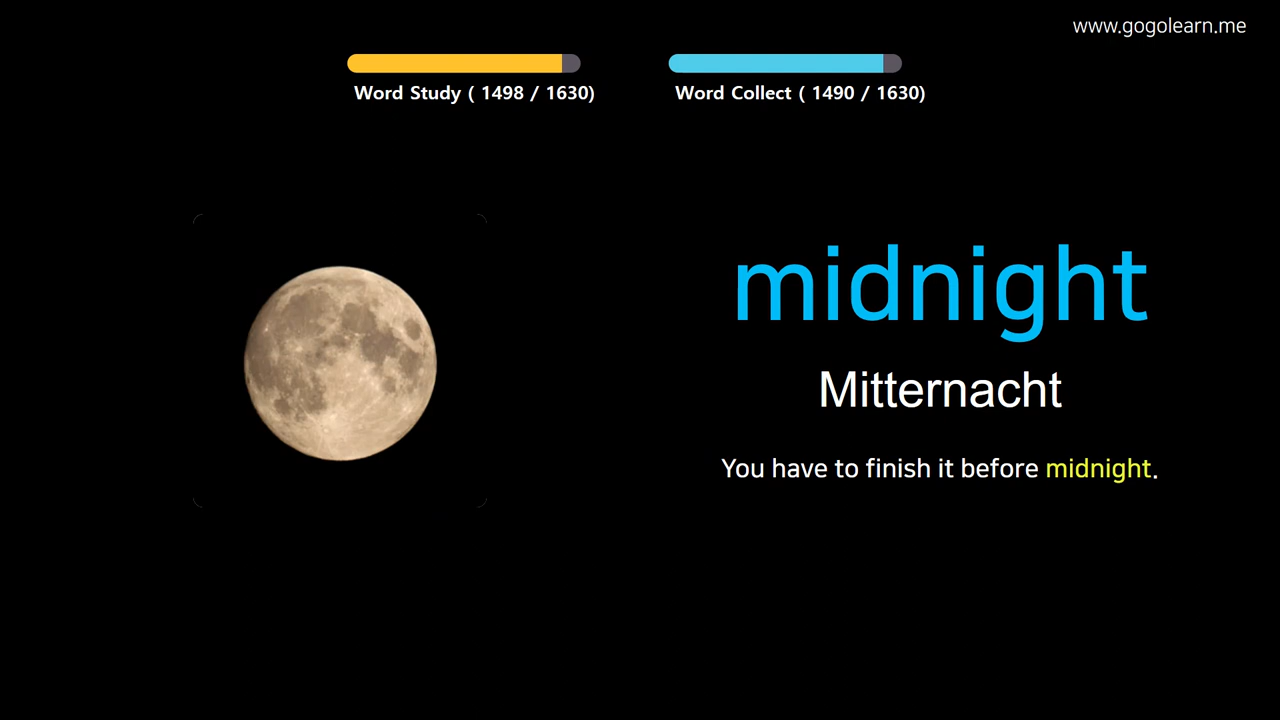 www.gogolearn.me
Word Study ( 1498 / 1630)
Word Collect ( 1490 / 1630)
midnight
Mitternacht
You have to finish it before midnight.